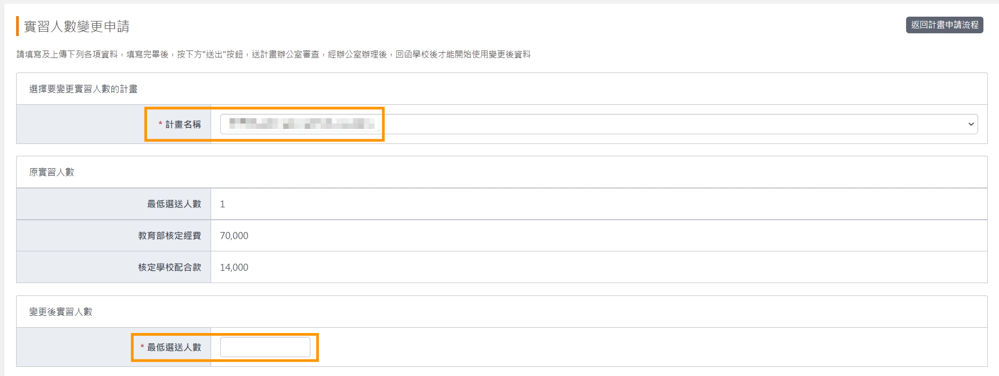 實習人數變更申請
返回計畫申請流程
請填寫及上傳下列各項資料，填寫完畢後，按下方"送出"按鈕，送計畫辦公室審查，經辦公室辦理後，回函學校後才能開始使用變更後資料
選擇要變更實習人數的計畫
* 計畫名稱
原實習人數
最低選送人數 1
教育部核定經費 70,000
核定學校配合款 14,000
變更後實習人數
* 最低選送人數